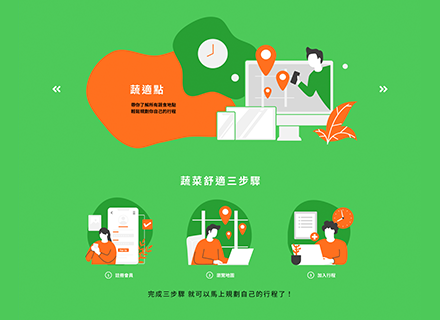 蔬適點
帶你了解所有蔬食地點
輕鬆規劃你自己的行程
蔬菜舒適三步驟
註冊會員
瀏覽地圖
加入行程
完成三步驟 就可以馬上規劃自己的行程了！